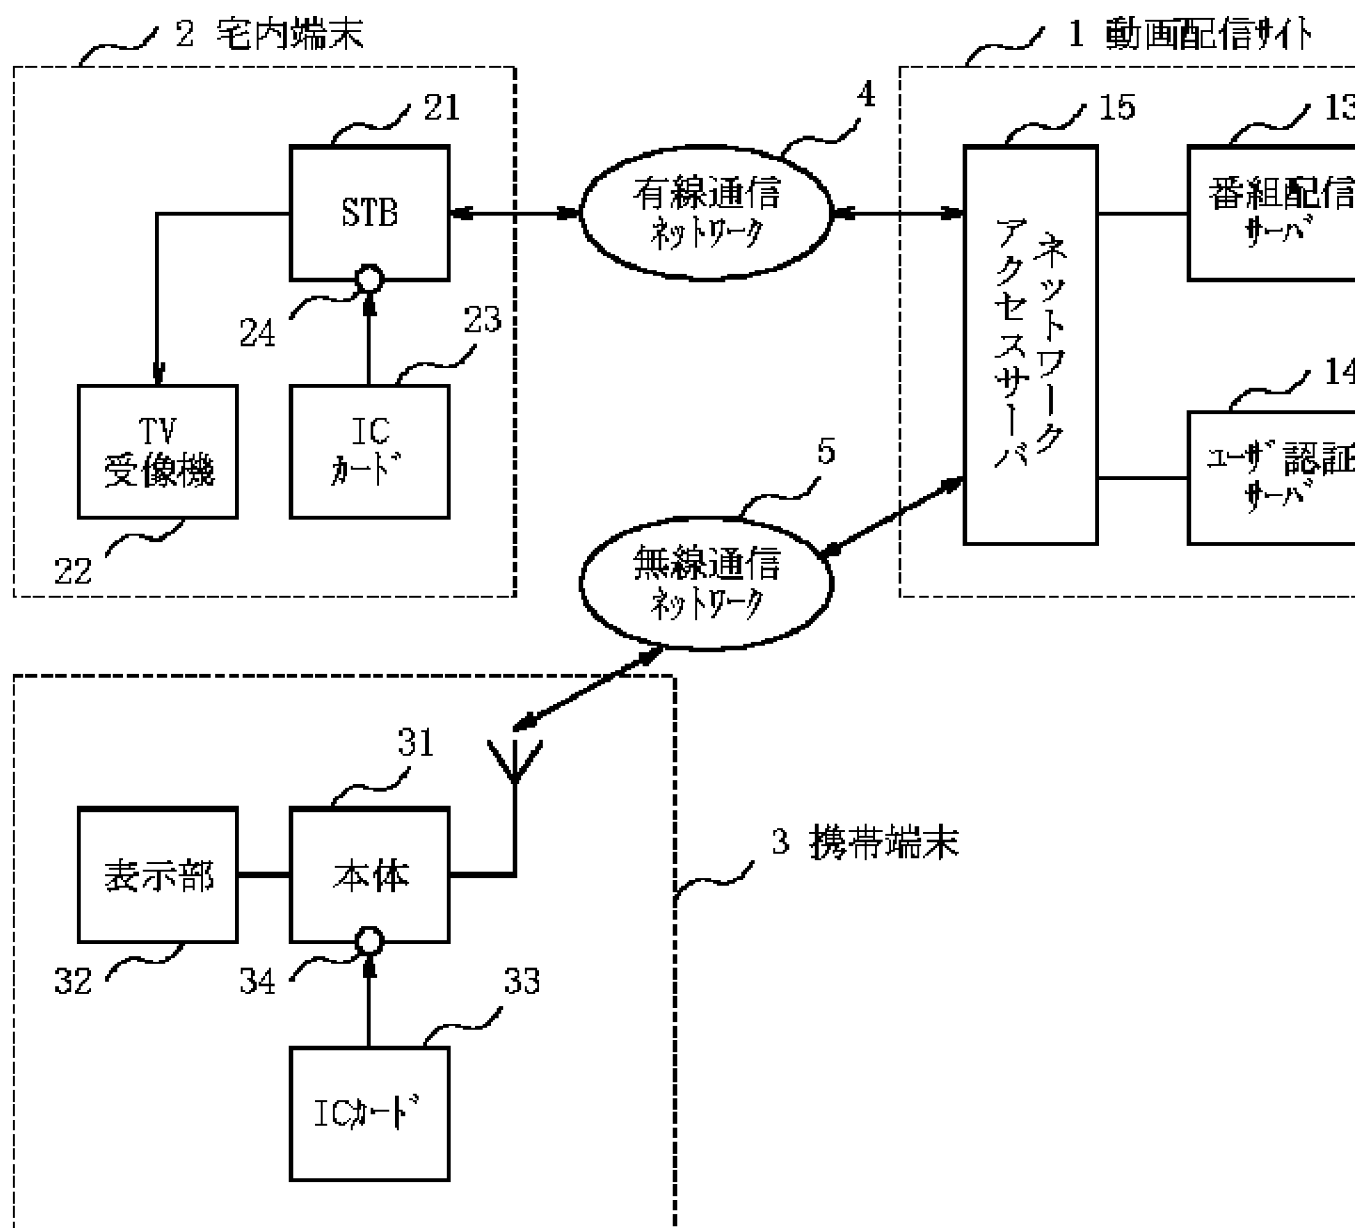 2 宅内端末
1 動画配信サイト
21
4
15
13
STB
有線通信
ネットワーク
ネットワーク
アクセスサーバ
番組配信
サーバ
24
23
TV
受像機
IC
カード
14
ユーザ認証
サーバ
22
5
無線通信
ネットワーク
31
3 携帯端末
表示部
本体
32
34
33
ICカード